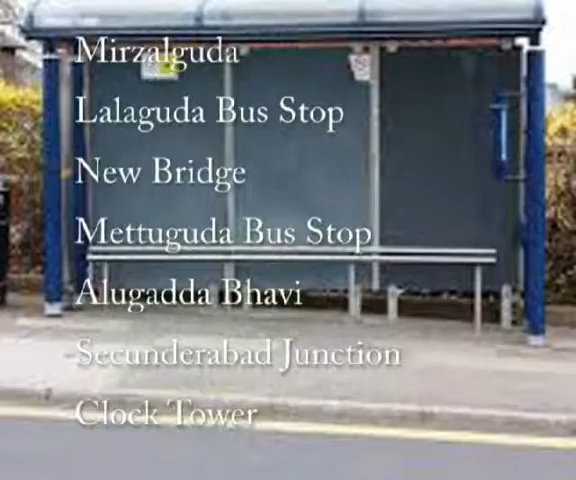 Mirzalguda
Lalaguda Bus Stop
New Bridge
Mettuguda Bus Stop
Alugadda Bhavi
Secunderabad Junction
Clock Tower